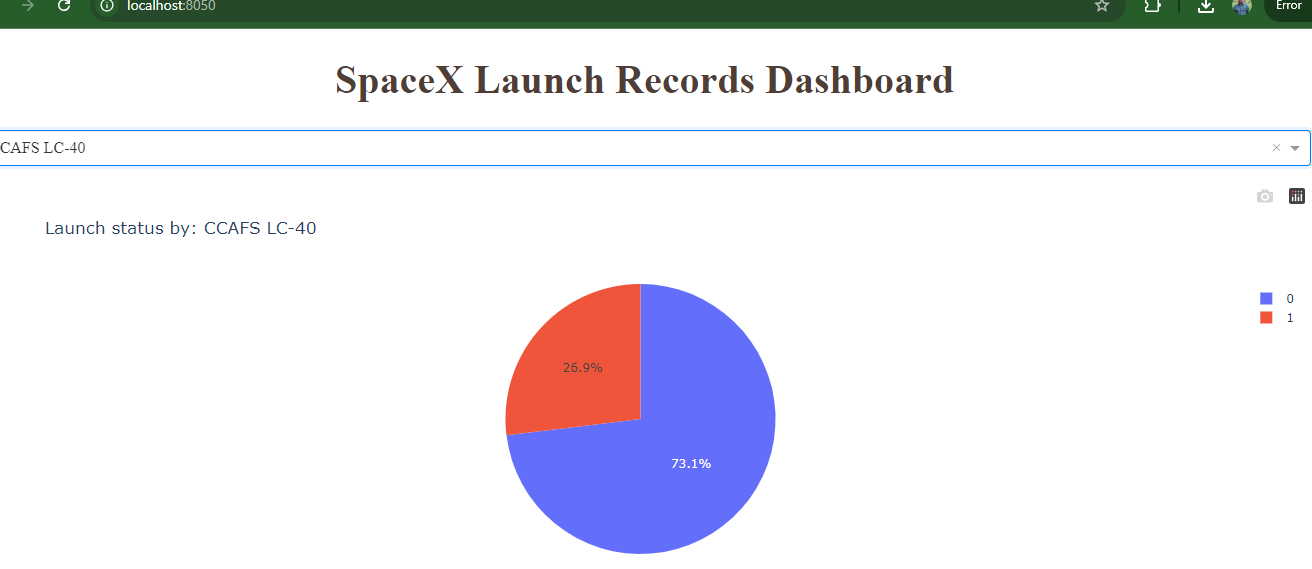 localhost:8050
Error
SpaceX Launch Records Dashboard
CAFS LC-40
Launch status by: CCAFS LC-40
0
1
26.9%
73.1%